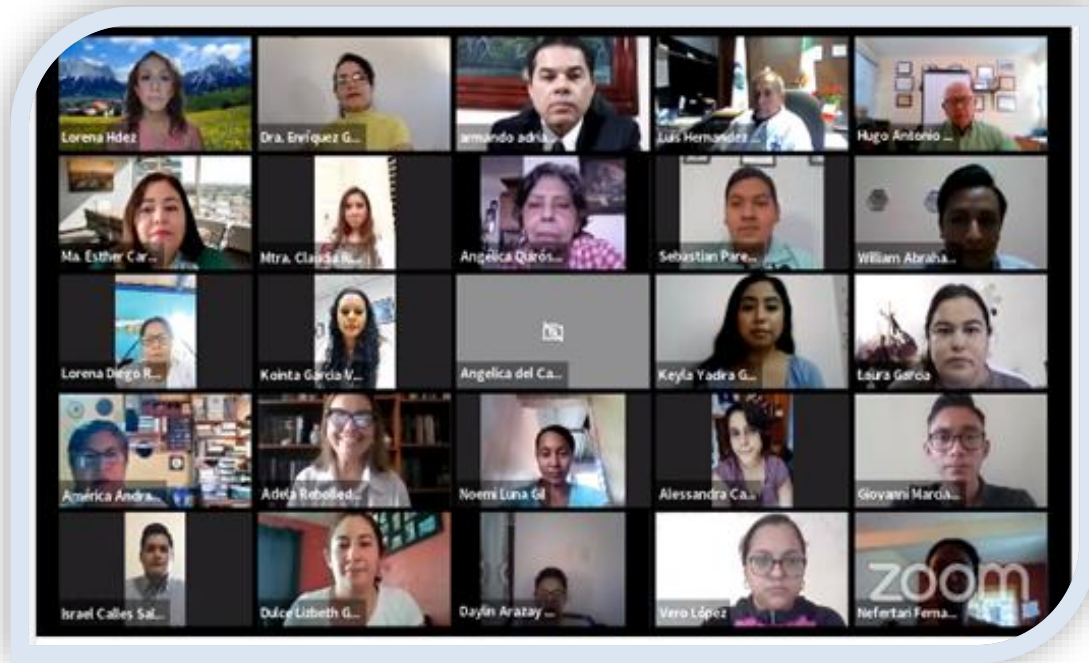 Lorena Hdez
Dra. Enríquez G...
armando adria...
Luis Hernandez ...
Hugo Antonio ...
Ma. Esther Car...
Mtra. Claudia R...
Angélica Quirós...
Sebastian Pare...
William Abraha...
Lorena Diego R...
Kointa Garcia V...
Angelica del Ca...
Keyla Yadira G...
Laura Garcia
América Andra...
Adela Rebolled...
Noemi Luna Gil
Alessandra Ca...
Giovanni Marcia...
Israel Calles Sal...
Dulce Lizbeth G...
Daylin Arazay ...
Vero López
zoom
Nefertari Ferna...